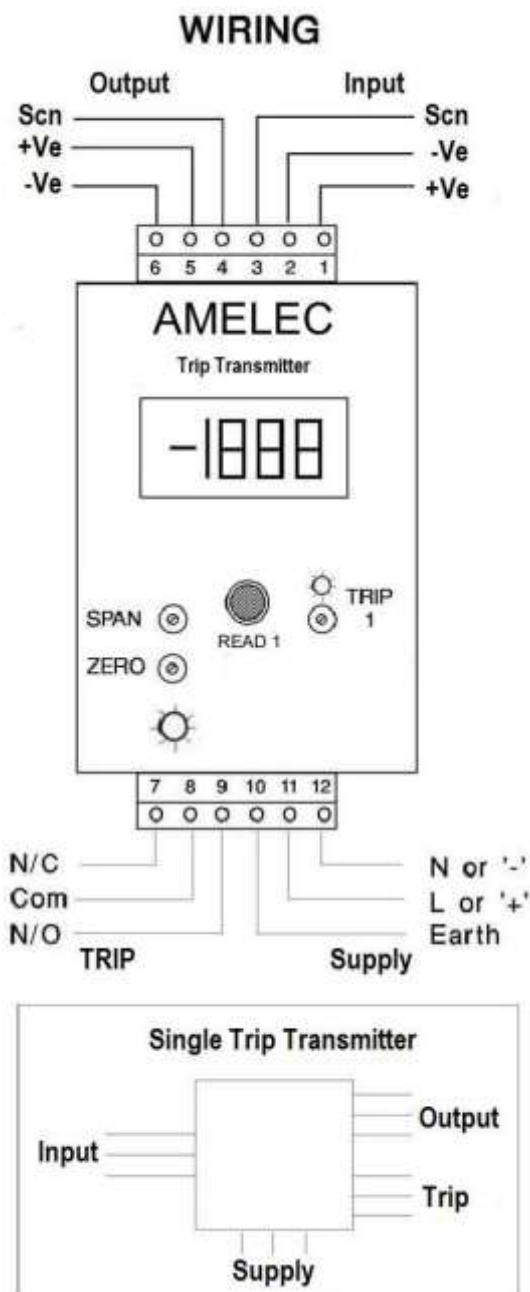 WIRING
Output Input
Scn Scn
+Ve -Ve
-Ve +Ve
6 5 4 3 2 1
AMELEC
Trip Transmitter
-1888
SPAN
READ 1
TRIP
1
ZERO
7 8 9 10 11 12
N/C N or '-'
Com L or '+'
N/O Earth
TRIP Supply
Single Trip Transmitter
Output
Input
Trip
Supply